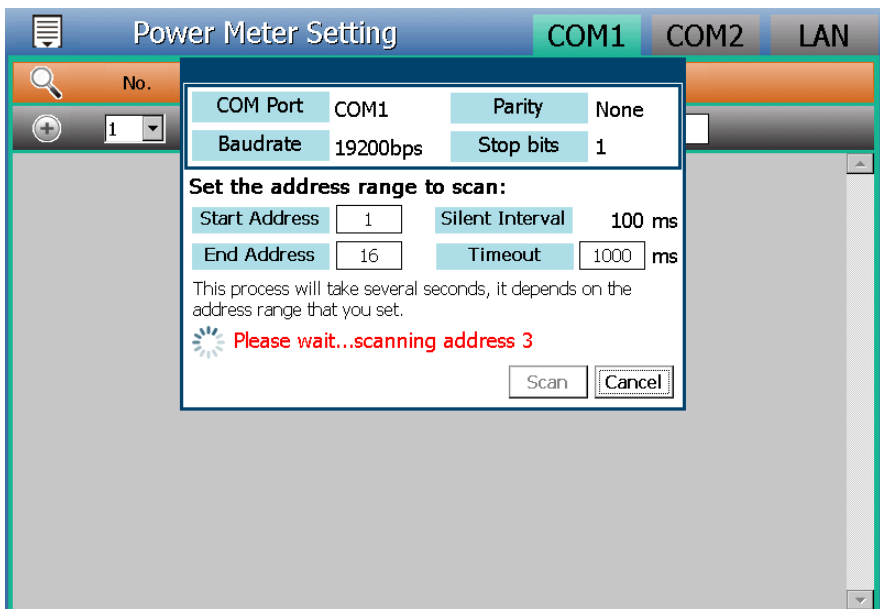 Power Meter Setting COM1 COM2 LAN
No.
1
COM Port COM1 Parity None
Baudrate 19200bps Stop bits 1
Set the address range to scan:
Start Address 1 Silent Interval 100 ms
End Address 16 Timeout 1000 ms
This process will take several seconds, it depends on the
address range that you set.
Please wait...scanning address 3
Scan Cancel